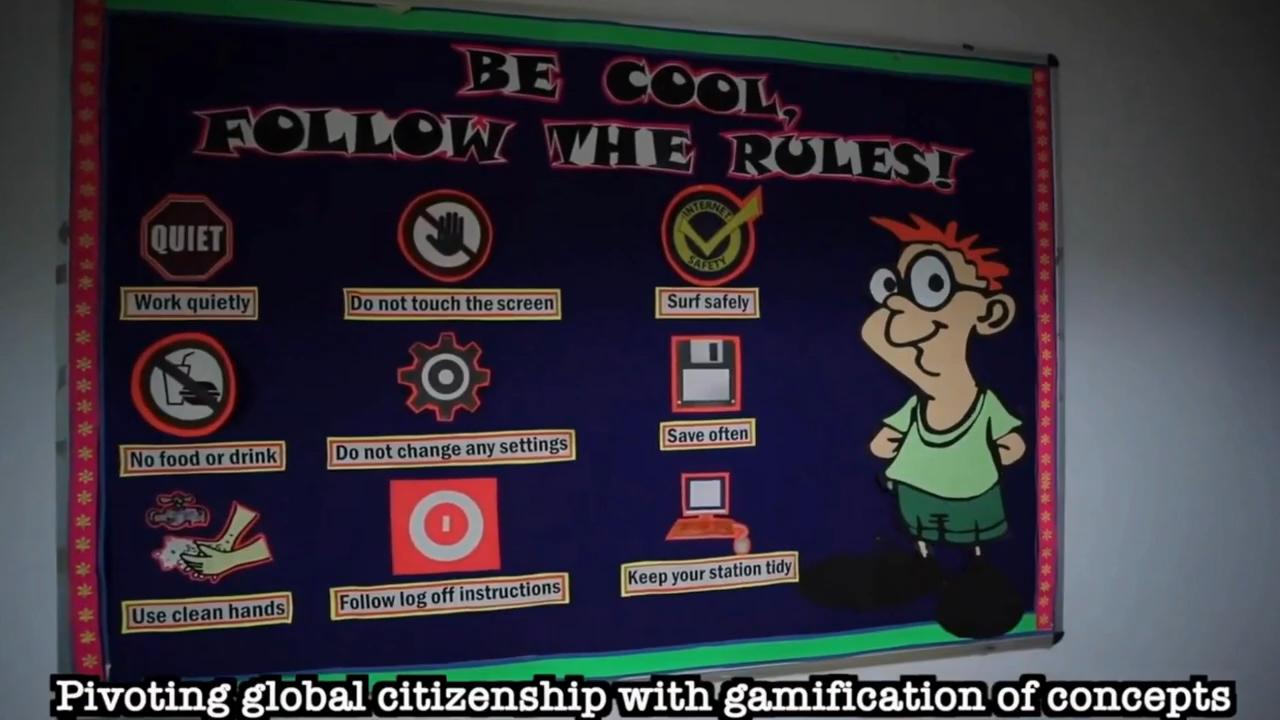 BE COOL,
FOLLOW THE RULES!
QUIET
Work quietly
Do not touch the screen
INTERNET
SAFETY
Surf safely
No food or drink
Do not change any settings
Save often
Use clean hands
Follow log off instructions
Keep your station tidy
Pivoting global citizenship with gamification of concepts